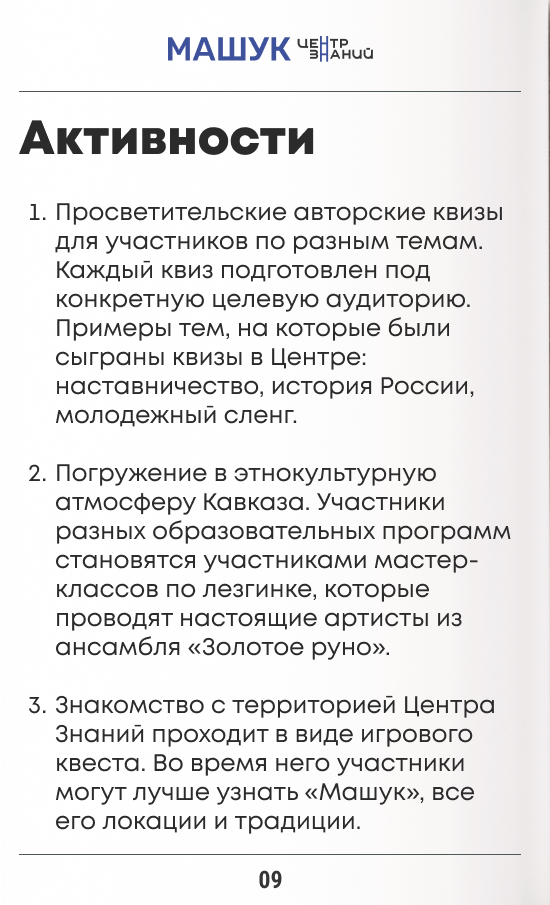 МАШУК ЦЕНТР ЗНАНИЙ
Активности
1. Просветительские авторские квизы
для участников по разным темам.
Каждый квиз подготовлен под
конкретную целевую аудиторию.
Примеры тем, на которые были
сыграны квизы в Центре:
наставничество, история России,
молодежный сленг.
2. Погружение в этнокультурную
атмосферу Кавказа. Участники
разных образовательных программ
становятся участниками мастер-
классов по лезгинке, которые
проводят настоящие артисты из
ансамбля «Золотое руно».
3. Знакомство с территорией Центра
Знаний проходит в виде игрового
квеста. Во время него участники
могут лучше узнать «Машук», все
его локации и традиции.
09